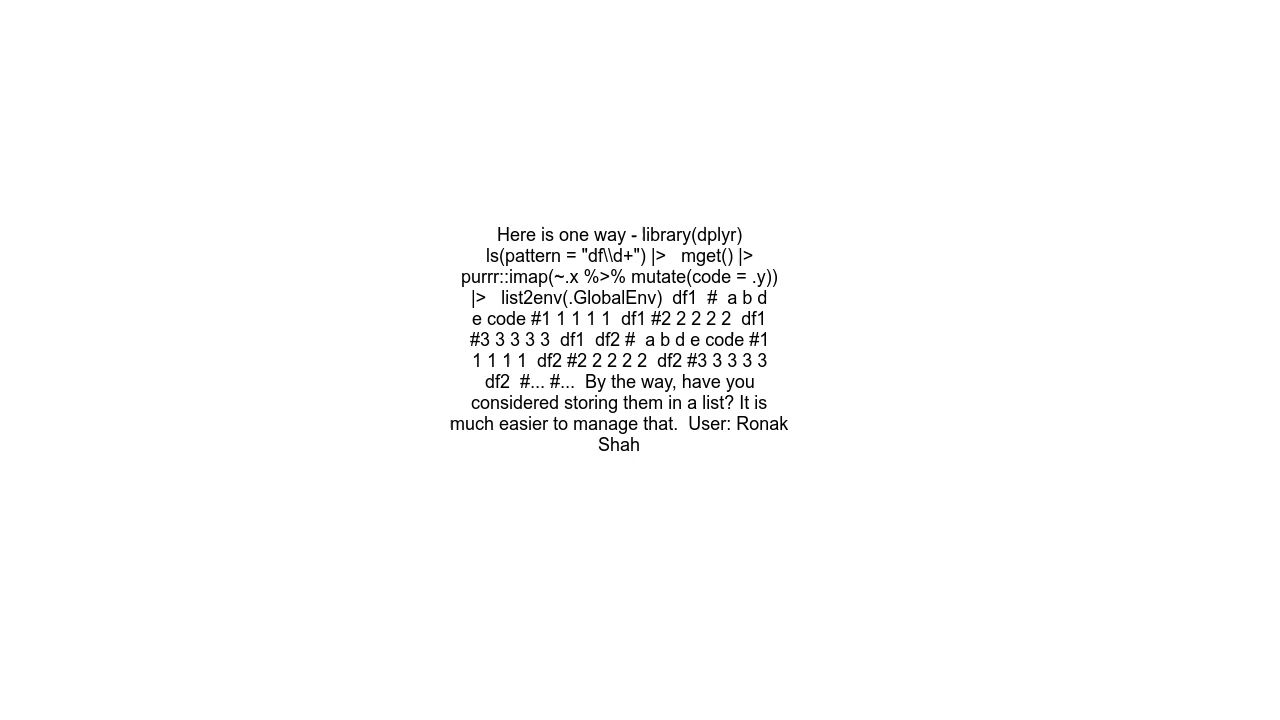 Here is one way - library(dplyr)
ls(pattern = "df\\d+") |>   mget() |>
purrr::imap(~.x %>% mutate(code = .y))
|>   list2env(.GlobalEnv)  df1  #  a b d
e code #1 1 1 1 1  df1 #2 2 2 2 2  df1
#3 3 3 3 3  df1  df2 #  a b d e code #1
1 1 1 1  df2 #2 2 2 2 2  df2 #3 3 3 3 3
df2  #... #...  By the way, have you
considered storing them in a list? It is
much easier to manage that.  User: Ronak
Shah